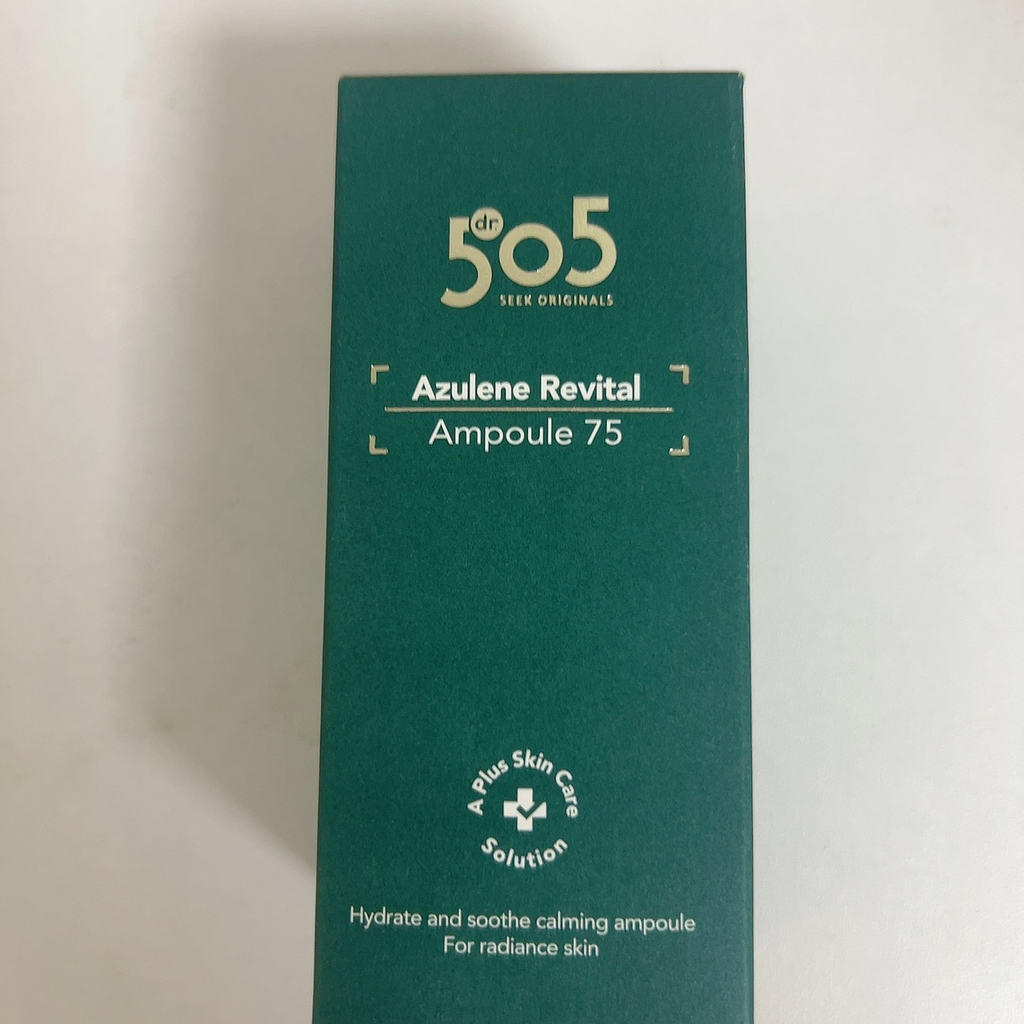 dr.
505
SEEK ORIGINALS
Azulene Revital
Ampoule 75
A Plus Skin Care
Solution
Hydrate and soothe calming ampoule
For radiance skin